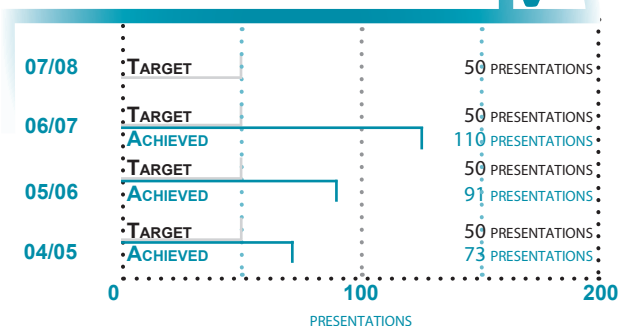 07/08 TARGET 50 PRESENTATIONS
06/07 TARGET 50 PRESENTATIONS
ACHIEVED 110 PRESENTATIONS
05/06 TARGET 50 PRESENTATIONS
ACHIEVED 91 PRESENTATIONS
04/05 TARGET 50 PRESENTATIONS
ACHIEVED 73 PRESENTATIONS
0 100 200
PRESENTATIONS